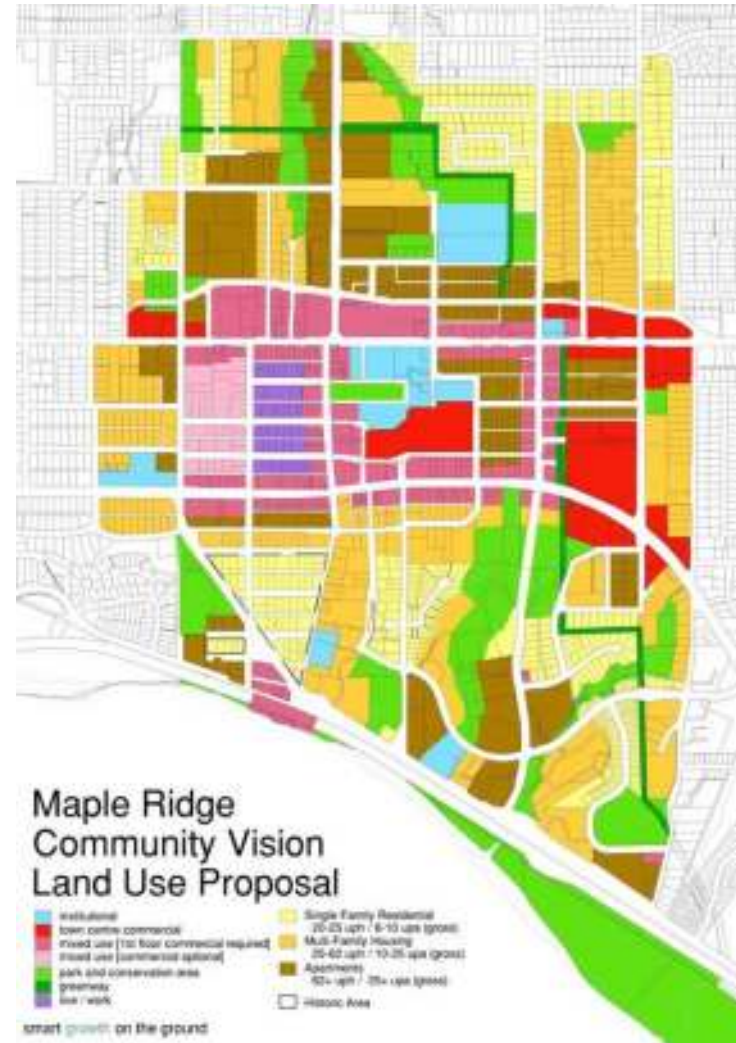 Maple Ridge
Community Vision
Land Use Proposal
institutional
town centre commercial
mixed use [1st floor commercial required]
mixed use [commercial optional]
park and conservation area
greenway
live / work
Single Family Residential
20-25 uph / 8-10 upa (gross)
Multi-Family Housing
25-62 uph / 10-25 upa (gross)
Apartments
62+ uph / 25+ upa (gross)
Historic Area
smart growth on the ground